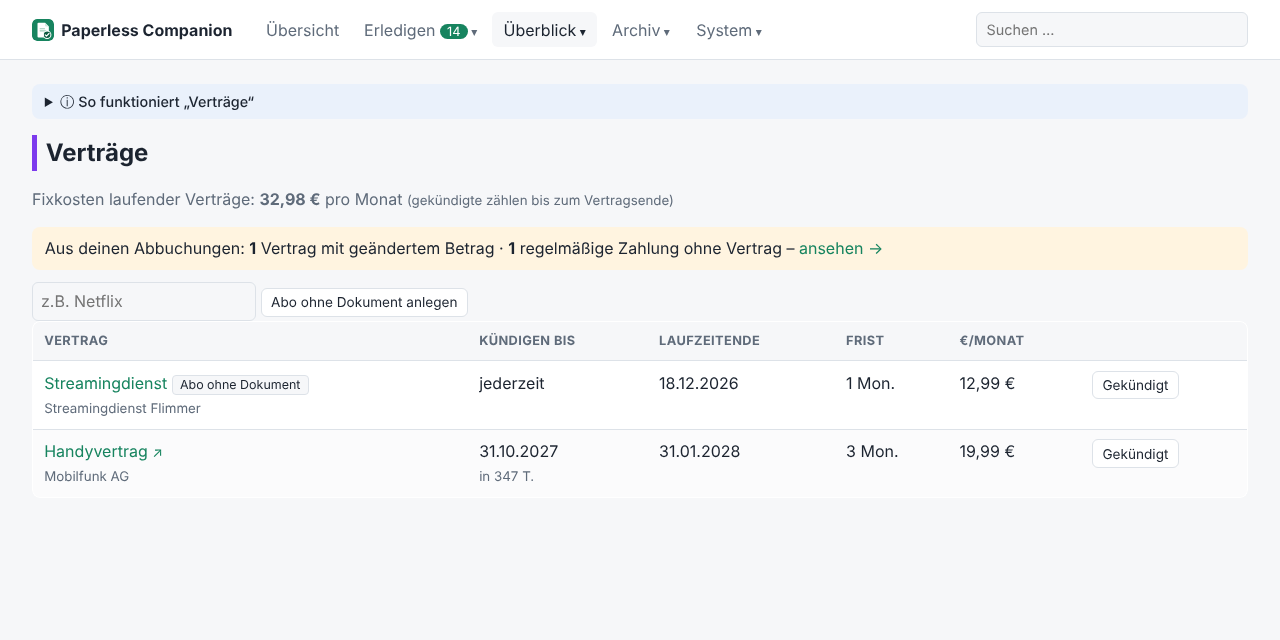 Paperless Companion Übersicht Erledigen 14 ▾ Überblick ▾ Archiv ▾ System ▾ Suchen ...
▶ ⓘ So funktioniert „Verträge“
Verträge
Fixkosten laufender Verträge: 32,98 € pro Monat (gekündigte zählen bis zum Vertragsende)
Aus deinen Abbuchungen: 1 Vertrag mit geändertem Betrag · 1 regelmäßige Zahlung ohne Vertrag – ansehen →
z.B. Netflix Abo ohne Dokument anlegen
VERTRAG KÜNDIGEN BIS LAUFZEITENDE FRIST €/MONAT
Streamingdienst Abo ohne Dokument jederzeit 18.12.2026 1 Mon. 12,99 € Gekündigt
Streamingdienst Flimmer
Handyvertrag ↗ 31.10.2027 31.01.2028 3 Mon. 19,99 € Gekündigt
Mobilfunk AG in 347 T.